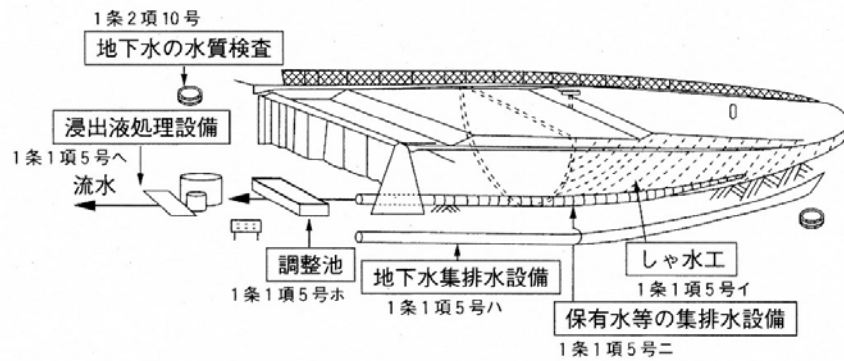 1条2項10号
地下水の水質検査
浸出液処理設備
1条1項5号ヘ
流水
調整池
1条1項5号ホ
地下水集排水設備
1条1項5号ハ
しゃ水工
1条1項5号イ
保有水等の集排水設備
1条1項5号ニ